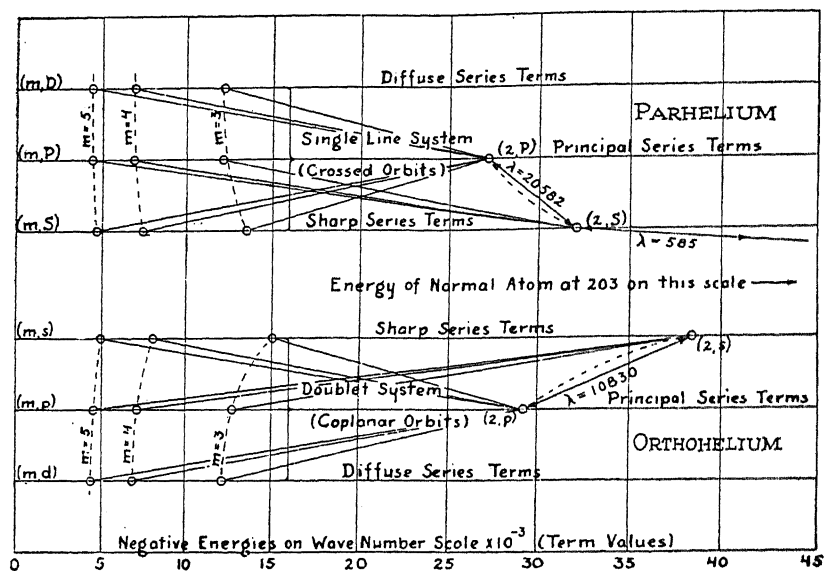 (m,D)
Diffuse Series Terms
m=5
m=4
m=3
PARHELIUM
Single Line System
(2,P) Principal Series Terms
(m,P)
(Crossed Orbits)
λ=20582
(m,S)
Sharp Series Terms
(2,S)
λ=585
Energy of Normal Atom at 203 on this scale
(m,s)
Sharp Series Terms
(2,s)
λ=10830
Doublet System
Principal Series Terms
(m,p)
(Coplanar Orbits)
(2,p)
m=5
m=4
m=3
ORTHOHELIUM
(m,d)
Diffuse Series Terms
Negative Energies on Wave Number Scale x10⁻³ (Term Values)
0 5 10 15 20 25 30 35 40 45